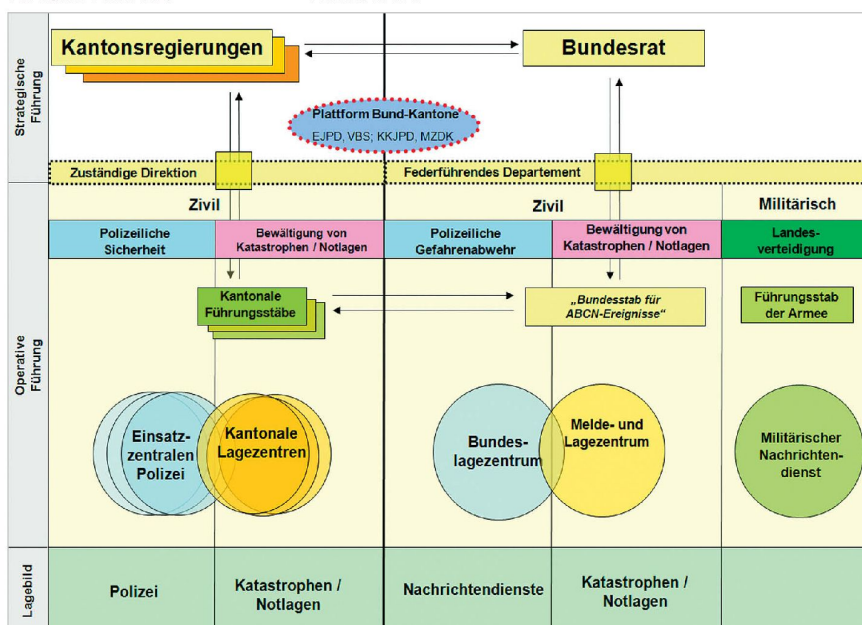 Strategische
Führung
Kantonsregierungen
Bundesrat
Plattform Bund-Kantone
EJPD, VBS; KKJPD, MZDK
Zuständige Direktion
Federführendes Departement
Operative
Führung
Zivil
Zivil
Militärisch
Polizeiliche
Sicherheit
Bewältigung von
Katastrophen / Notlagen
Polizeiliche
Gefahrenabwehr
Bewältigung von
Katastrophen / Notlagen
Landes-
verteidigung
Kantonale
Führungsstäbe
„Bundesstab für
ABCN-Ereignisse“
Führungsstab
der Armee
Einsatz-
zentralen
Polizei
Kantonale
Lagezentren
Bundes-
lagezentrum
Melde- und
Lagezentrum
Militärischer
Nachrichten-
dienst
Lagebild
Polizei
Katastrophen /
Notlagen
Nachrichtendienste
Katastrophen /
Notlagen